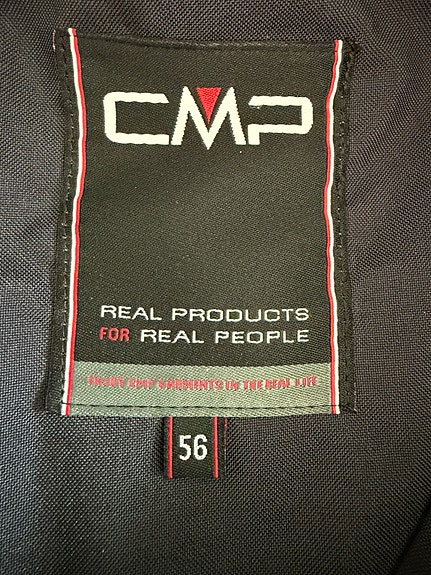 CMP
REAL PRODUCTS
FOR REAL PEOPLE
ENJOY CMP GARMENTS IN THE REAL LIFE
56